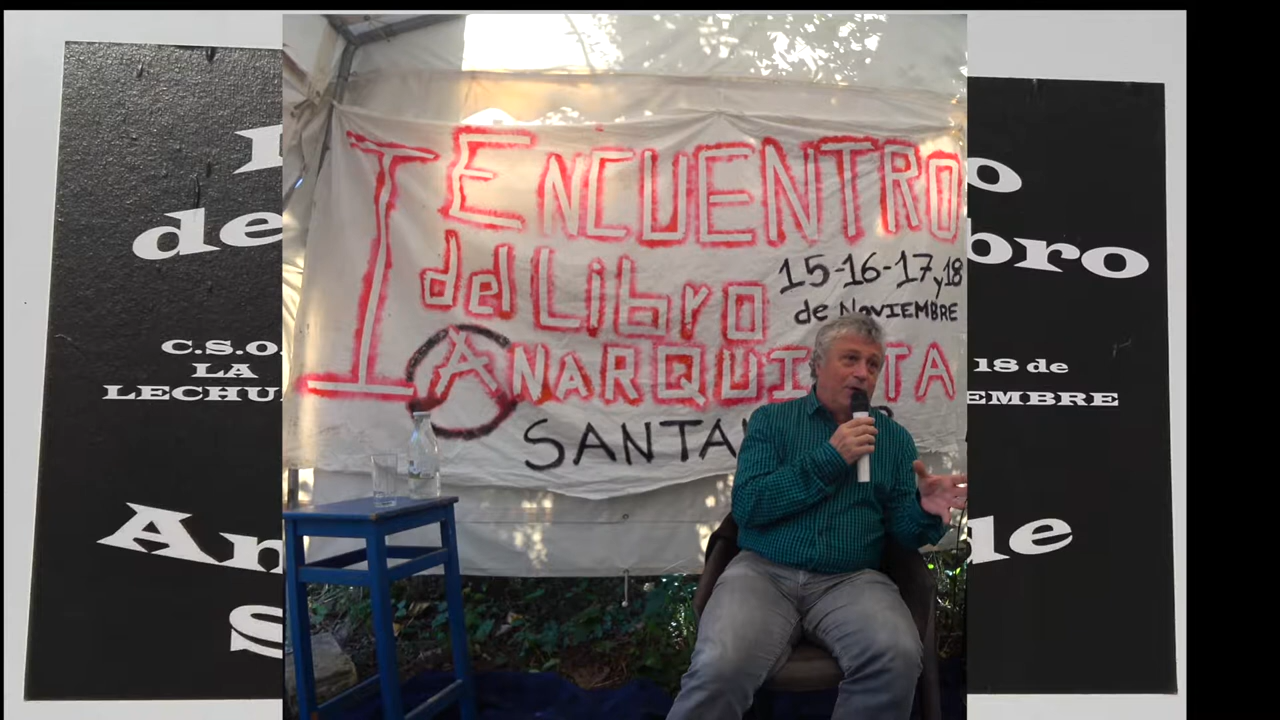 I ENCUENTRO
del Libro
15-16-17 y 18
de NoVIEMBRE
ANARQUI TA
SANTA
de
bro
C.S.O.
LA
LECHU
18 de
EMBRE
An
de
S